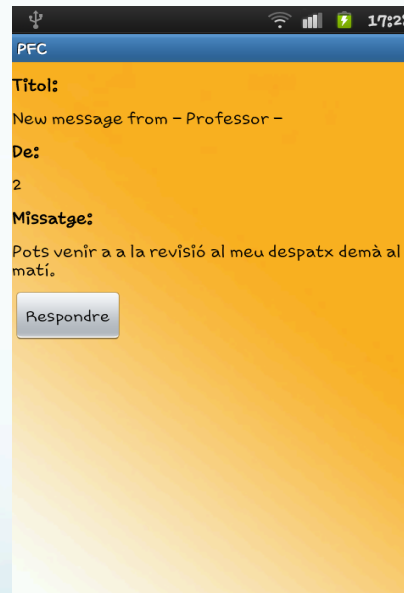 17:2
PFC
Títol:
New message from - Professor -
De:
2
Missatge:
Pots venir a a la revisió al meu despatx demà al
matí.
Respondre